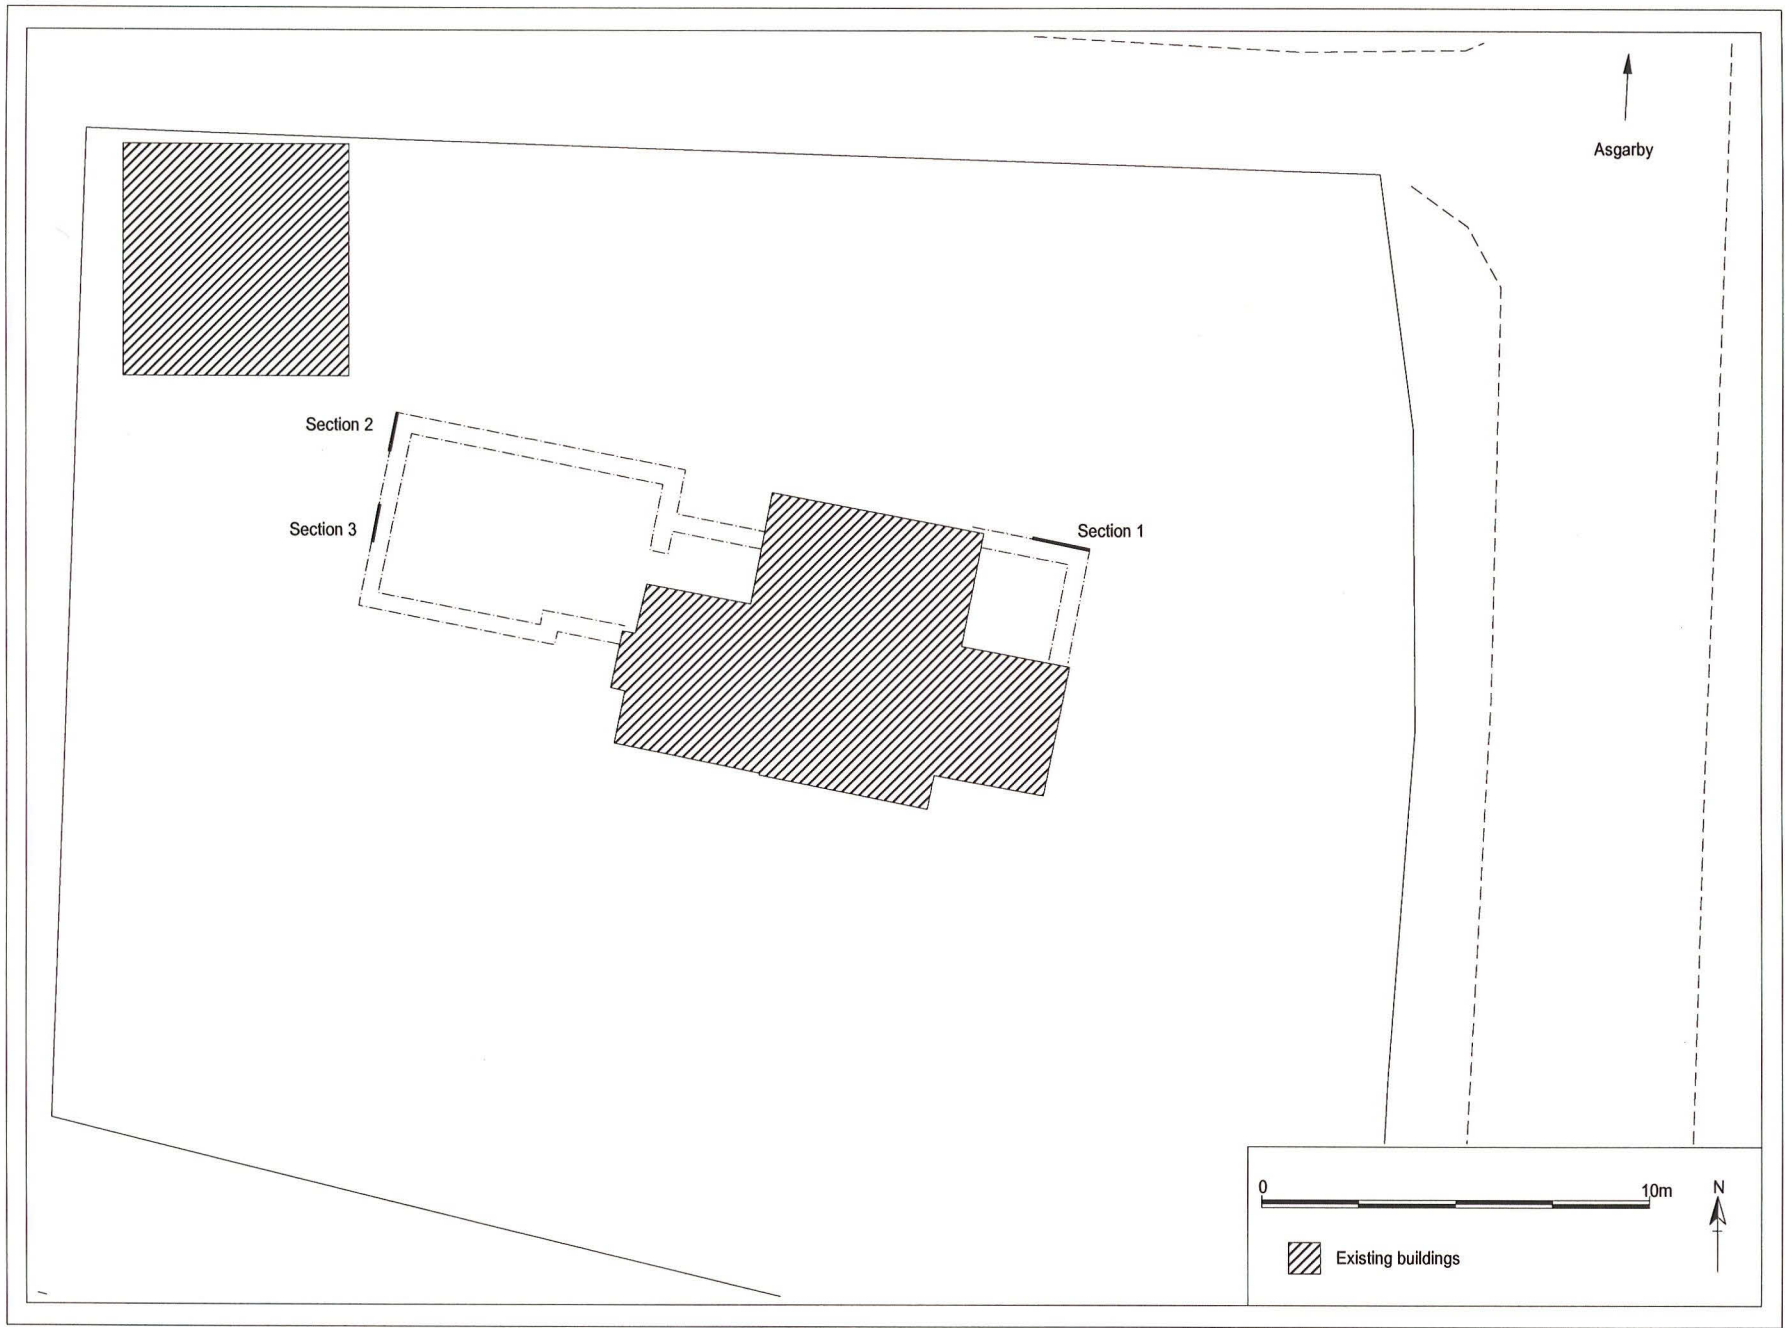 Asgarby
Section 2
Section 3
Section 1
0 10m N
Existing buildings